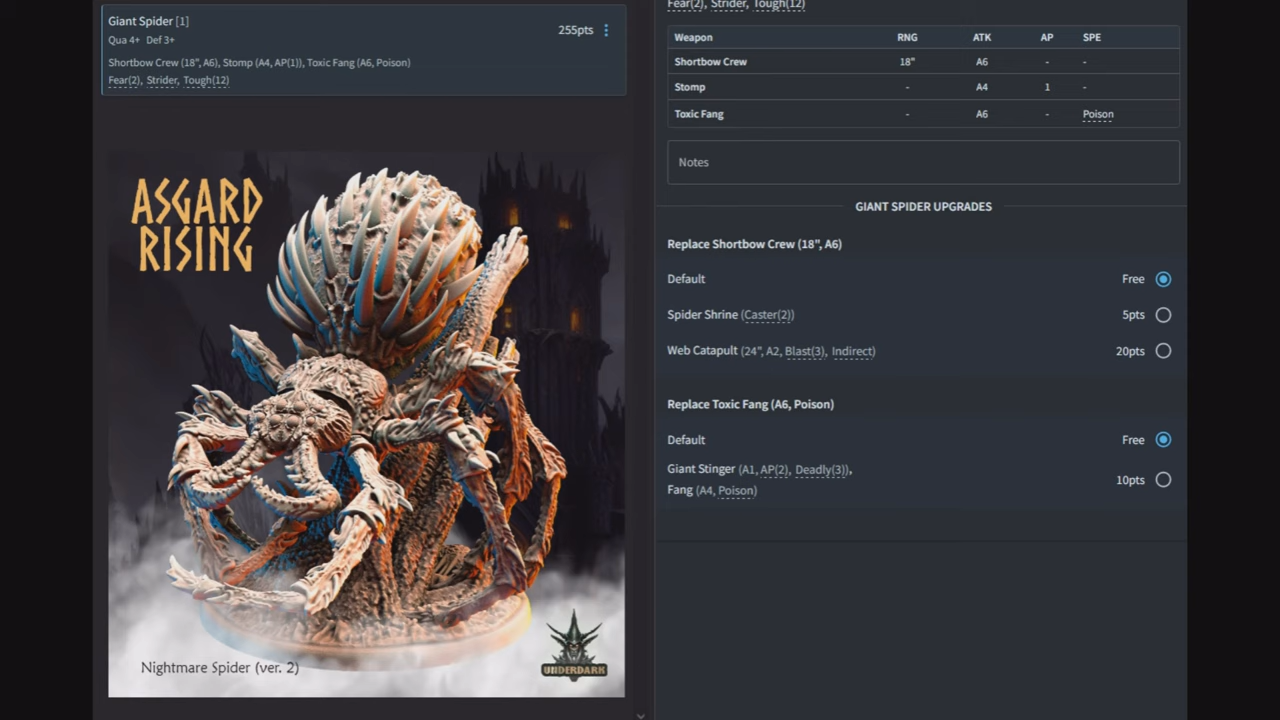 Giant Spider [1]
255pts
Qua 4+ Def 3+
Shortbow Crew (18", A6), Stomp (A4, AP(1)), Toxic Fang (A6, Poison)
Fear(2), Strider, Tough(12)
ASGARD
RISING
Nightmare Spider (ver. 2)
UNDERDARK
Fear(2), Strider, Tough(12)
Weapon RNG ATK AP SPE
Shortbow Crew 18" A6 - -
Stomp - A4 1 -
Toxic Fang - A6 - Poison
Notes
GIANT SPIDER UPGRADES
Replace Shortbow Crew (18", A6)
Default Free
Spider Shrine (Caster(2)) 5pts
Web Catapult (24", A2, Blast(3), Indirect) 20pts
Replace Toxic Fang (A6, Poison)
Default Free
Giant Stinger (A1, AP(2), Deadly(3)),
Fang (A4, Poison) 10pts